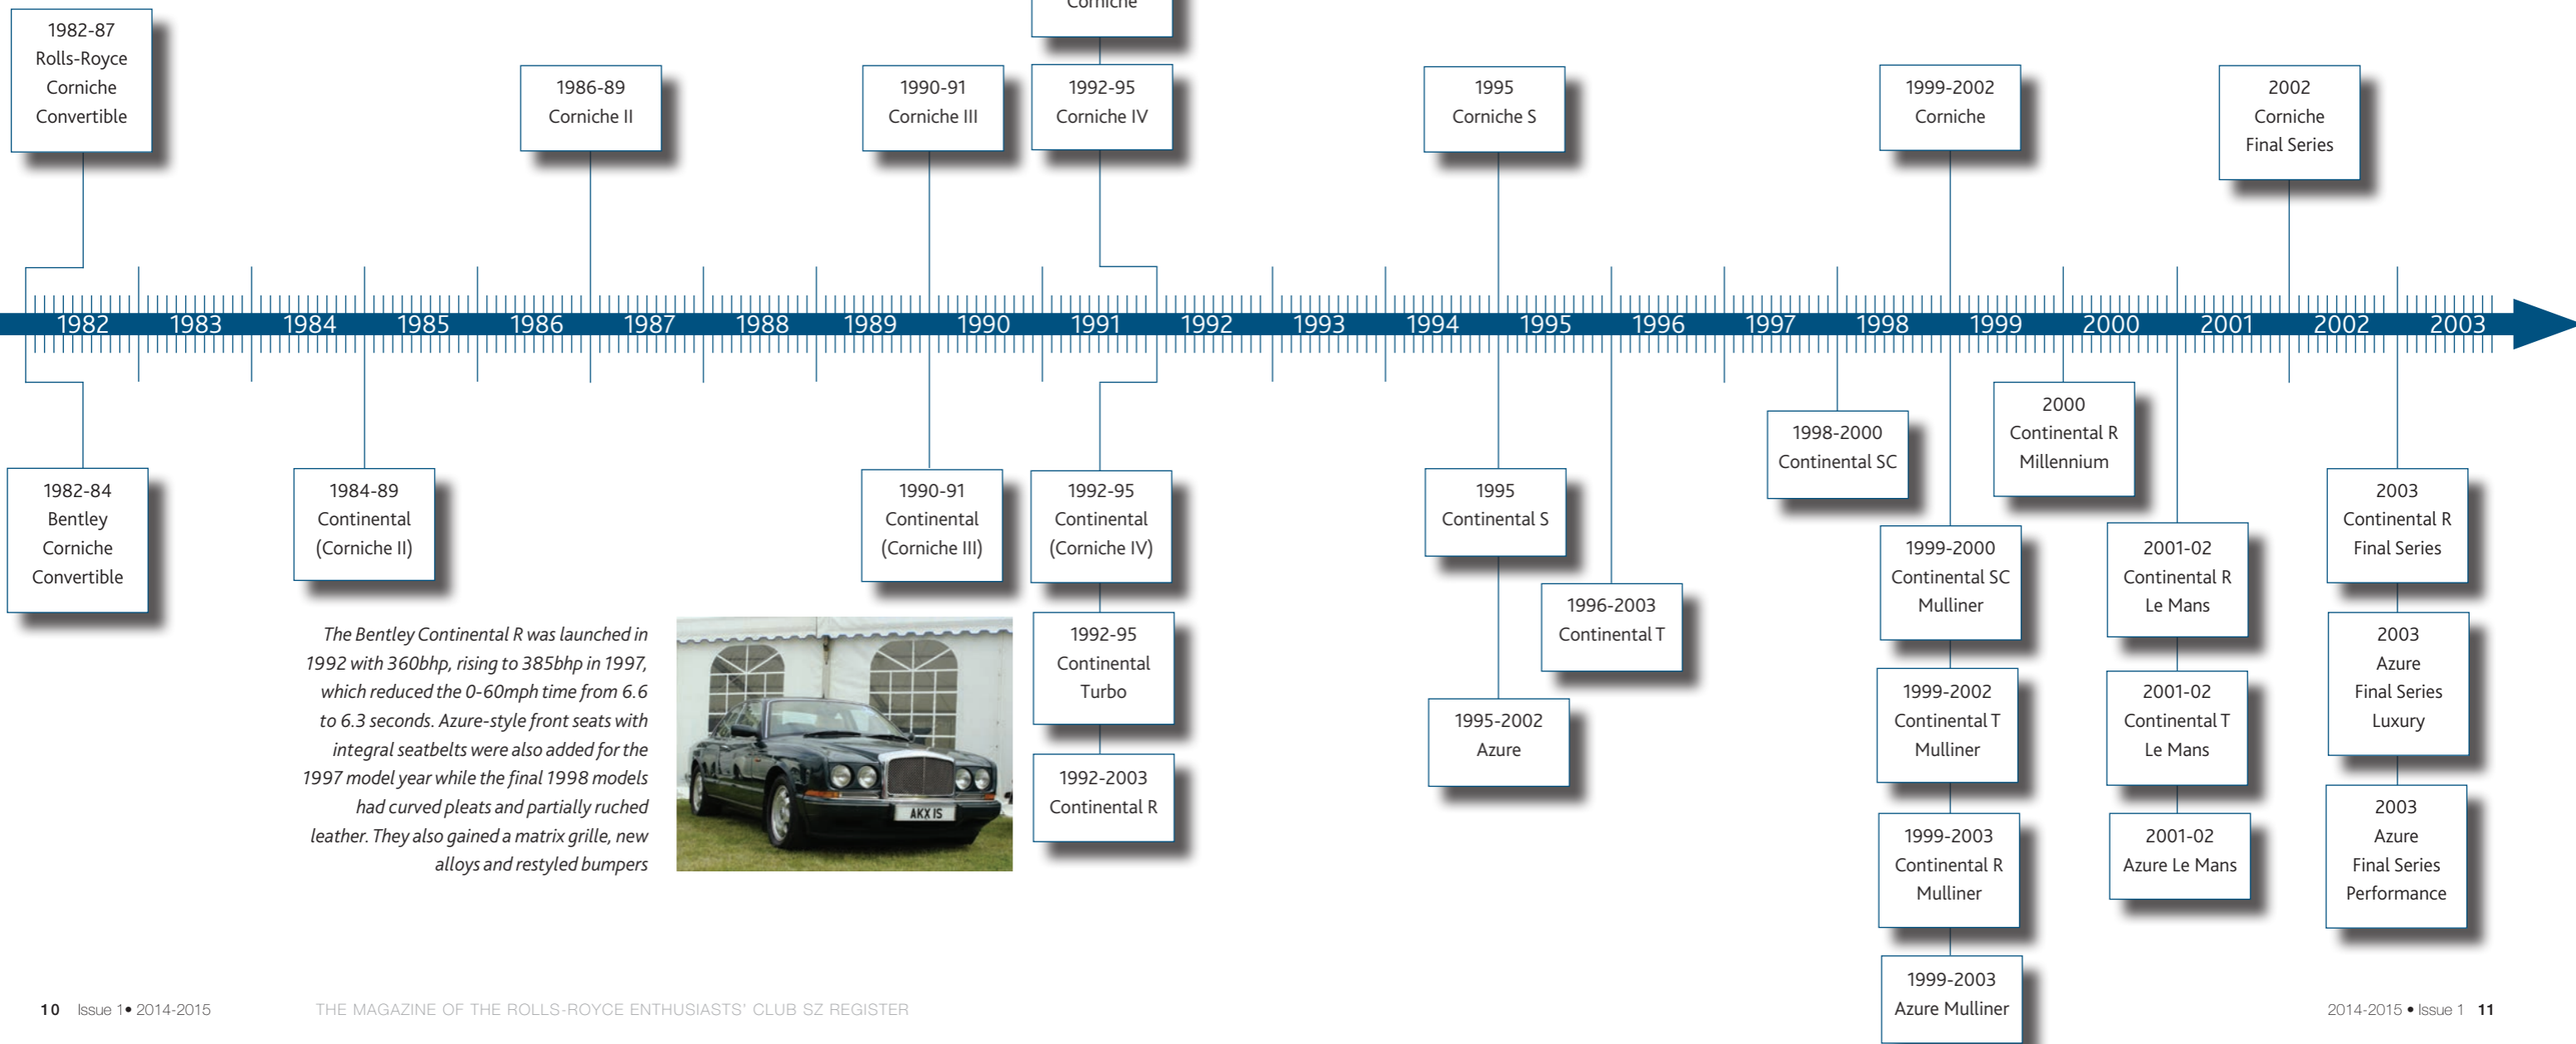 Corniche
1982-87
Rolls-Royce
Corniche
Convertible
1986-89
Corniche II
1990-91
Corniche III
1992-95
Corniche IV
1995
Corniche S
1999-2002
Corniche
2002
Corniche
Final Series
1982 1983 1984 1985 1986 1987 1988 1989 1990 1991 1992 1993 1994 1995 1996 1997 1998 1999 2000 2001 2002 2003
1982-84
Bentley
Corniche
Convertible
1984-89
Continental
(Corniche II)
1990-91
Continental
(Corniche III)
1992-95
Continental
(Corniche IV)
1992-95
Continental
Turbo
1992-2003
Continental R
1995
Continental S
1995-2002
Azure
1996-2003
Continental T
1998-2000
Continental SC
1999-2000
Continental SC
Mulliner
1999-2002
Continental T
Mulliner
1999-2003
Continental R
Mulliner
1999-2003
Azure Mulliner
2000
Continental R
Millennium
2001-02
Continental R
Le Mans
2001-02
Continental T
Le Mans
2001-02
Azure Le Mans
2003
Continental R
Final Series
2003
Azure
Final Series
Luxury
2003
Azure
Final Series
Performance
The Bentley Continental R was launched in
1992 with 360bhp, rising to 385bhp in 1997,
which reduced the 0-60mph time from 6.6
to 6.3 seconds. Azure-style front seats with
integral seatbelts were also added for the
1997 model year while the final 1998 models
had curved pleats and partially ruched
leather. They also gained a matrix grille, new
alloys and restyled bumpers
AKX 1S
10 Issue 1• 2014-2015
THE MAGAZINE OF THE ROLLS-ROYCE ENTHUSIASTS' CLUB SZ REGISTER
2014-2015 • Issue 1 11